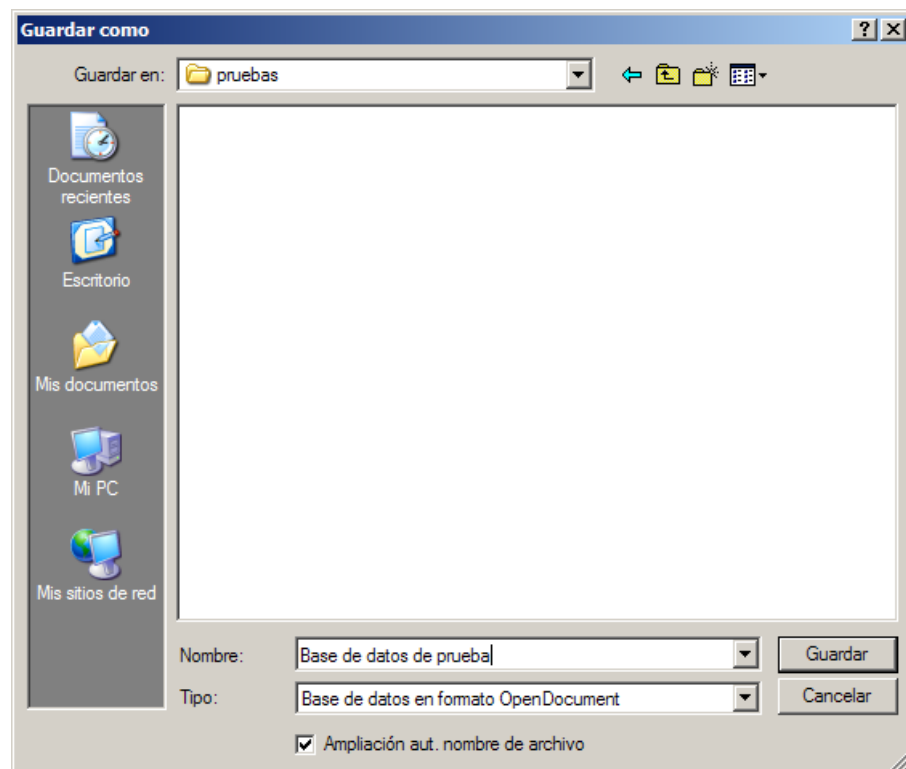 Guardar como
Guardar en:
pruebas
Documentos
recientes
Escritorio
Mis documentos
Mi PC
Mis sitios de red
Nombre:
Base de datos de prueba
Guardar
Tipo:
Base de datos en formato OpenDocument
Cancelar
Ampliación aut. nombre de archivo